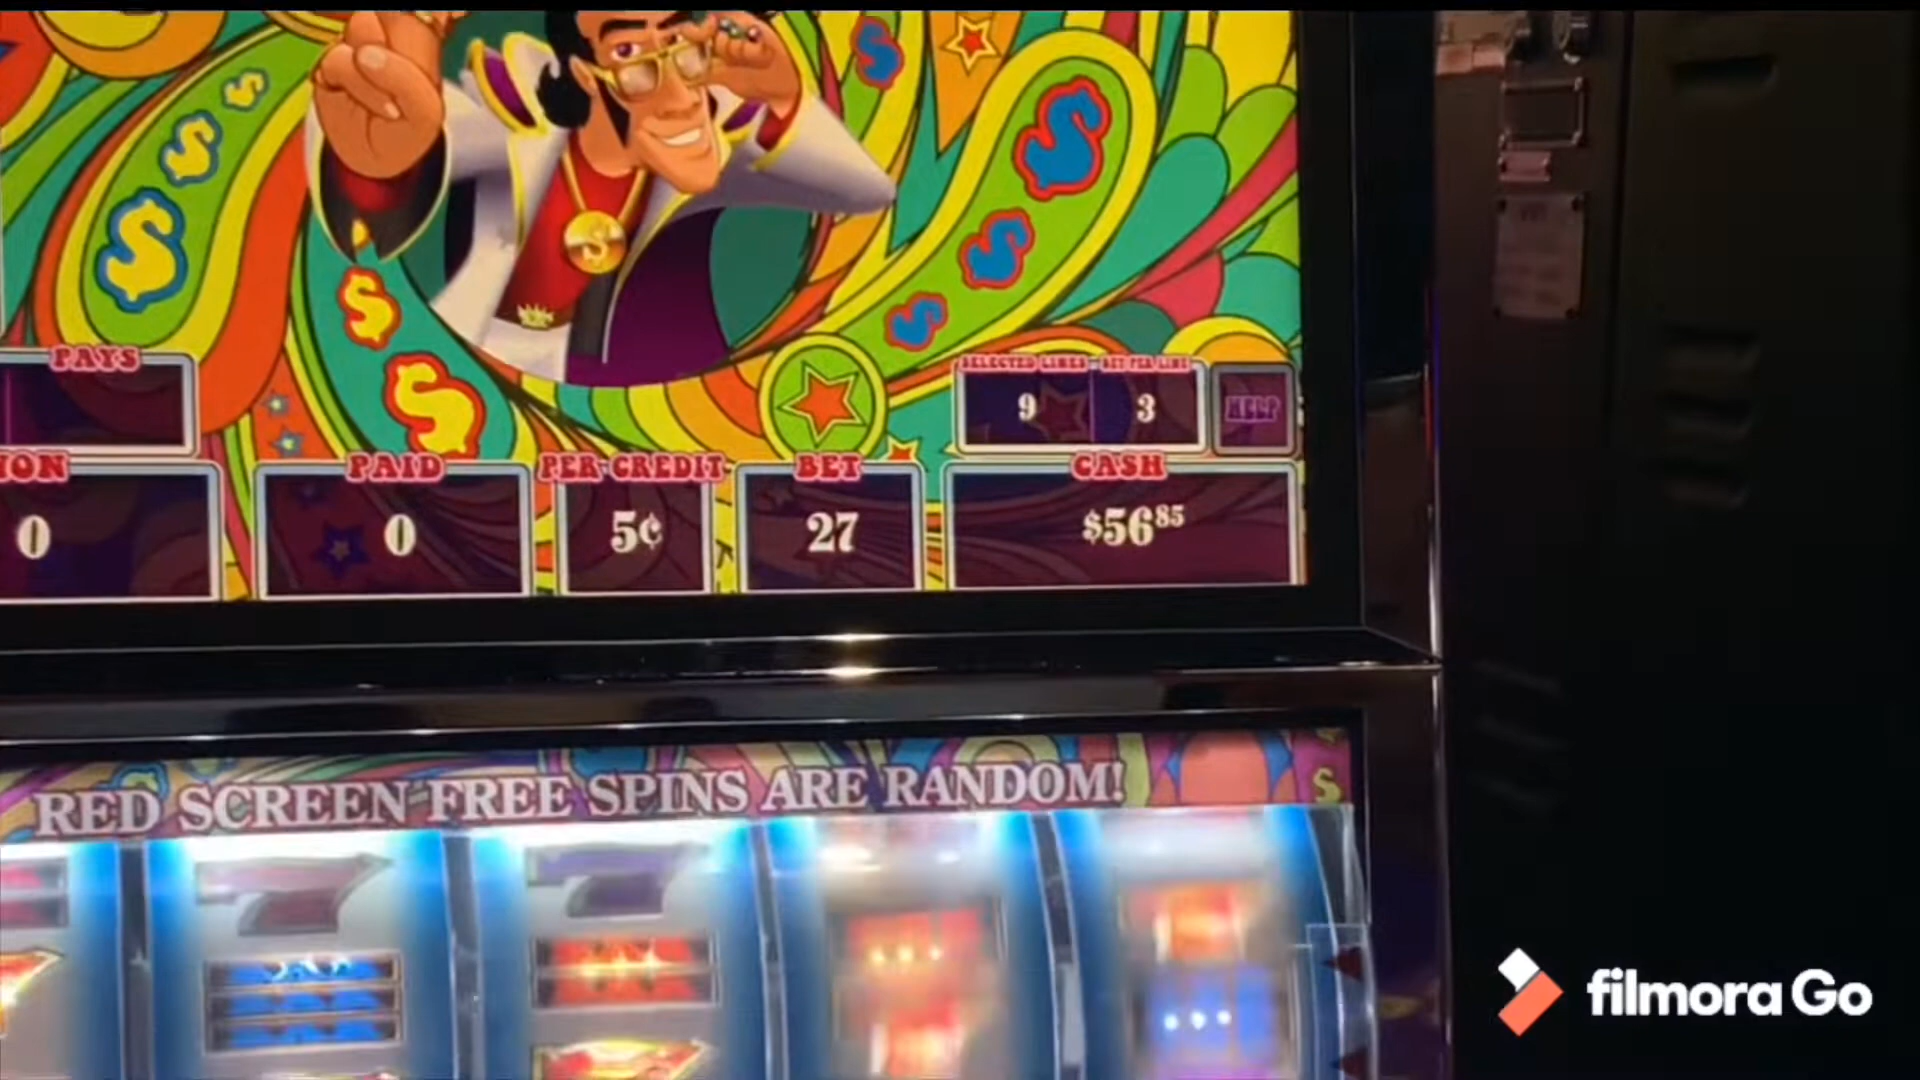 PAYS
SELECTED LINES - BET PER LINE
9 3
HELP
PAID
PER CREDIT
BET
CASH
0
0
5¢
27
$56.85
RED SCREEN FREE SPINS ARE RANDOM!
filmora Go